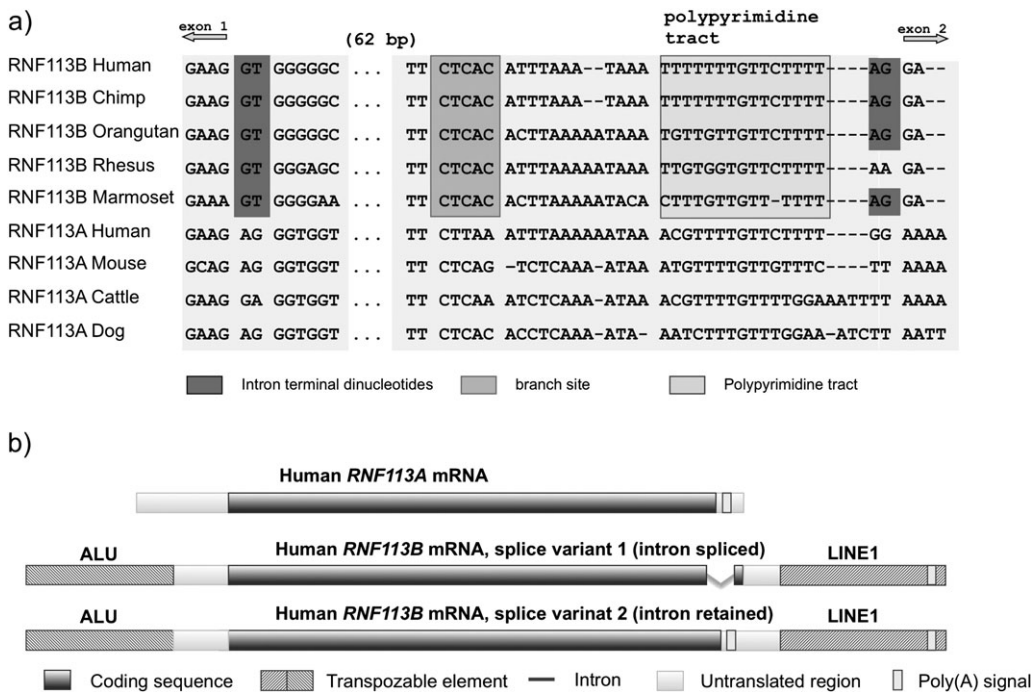 a)
exon 1
(62 bp)
polypyrimidine
tract
exon 2
RNF113B Human GAAG GT GGGGGC ... TT CTCAC ATTTAAA--TAAA TTTTTTTGTTCTTTT----AG GA--
RNF113B Chimp GAAG GT GGGGGC ... TT CTCAC ATTTAAA--TAAA TTTTTTTGTTCTTTT----AG GA--
RNF113B Orangutan GAAG GT GGGGGC ... TT CTCAC ACTTAAAAATAAA TGTTGTTGTTCTTTT----AG GA--
RNF113B Rhesus GAAG GT GGGAGC ... TT CTCAC ATTTAAAAATAAA TTGTGGTGTTCTTTT----AA GA--
RNF113B Marmoset GAAA GT GGGGAA ... TT CTCAC ACTTAAAAATACA CTTTGTTGTT-TTTT----AG GA--
RNF113A Human GAAG AG GGTGGT ... TT CTTAA ATTTAAAAAATAA ACGTTTTGTTCTTTT----GG AAAA
RNF113A Mouse GCAG AG GGTGGT ... TT CTCAG -TCTCAAA-ATAA ATGTTTTGTTGTTTC----TT AAAA
RNF113A Cattle GAAG GA GGTGGT ... TT CTCAA ATCTCAAA-ATAA ACGTTTTGTTTTGGAAATTTT AAAA
RNF113A Dog GAAG AG GGTGGT ... TT CTCAC ACCTCAAA-ATA- AATCTTTGTTTGGAA-ATCTT AATT
Intron terminal dinucleotides branch site Polypyrimidine tract
b)
Human RNF113A mRNA
ALU Human RNF113B mRNA, splice variant 1 (intron spliced) LINE1
ALU Human RNF113B mRNA, splice varinat 2 (intron retained) LINE1
Coding sequence Transpozable element Intron Untranslated region Poly(A) signal